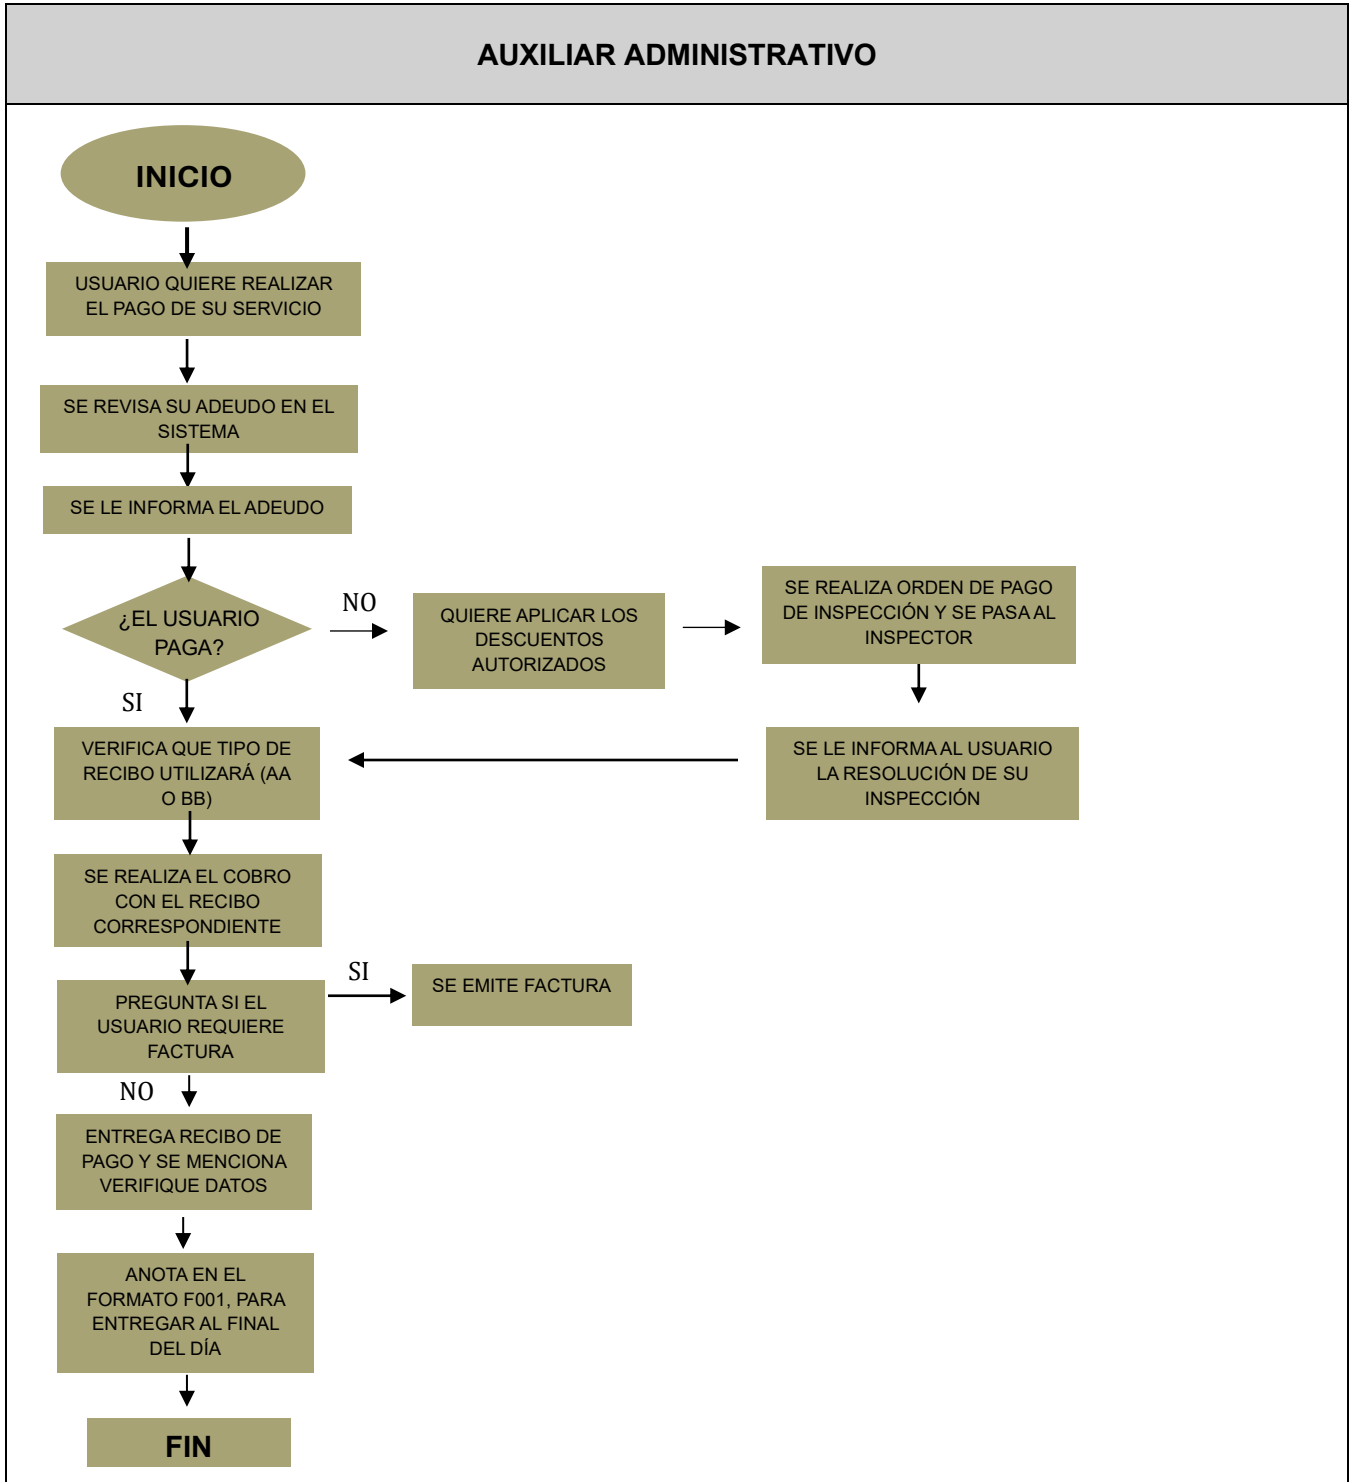 AUXILIAR ADMINISTRATIVO
INICIO
USUARIO QUIERE REALIZAR
EL PAGO DE SU SERVICIO
SE REVISA SU ADEUDO EN EL
SISTEMA
SE LE INFORMA EL ADEUDO
¿EL USUARIO
PAGA?
NO
QUIERE APLICAR LOS
DESCUENTOS
AUTORIZADOS
SE REALIZA ORDEN DE PAGO
DE INSPECCIÓN Y SE PASA AL
INSPECTOR
SI
VERIFICA QUE TIPO DE
RECIBO UTILIZARÁ (AA
O BB)
SE LE INFORMA AL USUARIO
LA RESOLUCIÓN DE SU
INSPECCIÓN
SE REALIZA EL COBRO
CON EL RECIBO
CORRESPONDIENTE
PREGUNTA SI EL
USUARIO REQUIERE
FACTURA
SI
SE EMITE FACTURA
NO
ENTREGA RECIBO DE
PAGO Y SE MENCIONA
VERIFIQUE DATOS
ANOTA EN EL
FORMATO F001, PARA
ENTREGAR AL FINAL
DEL DÍA
FIN